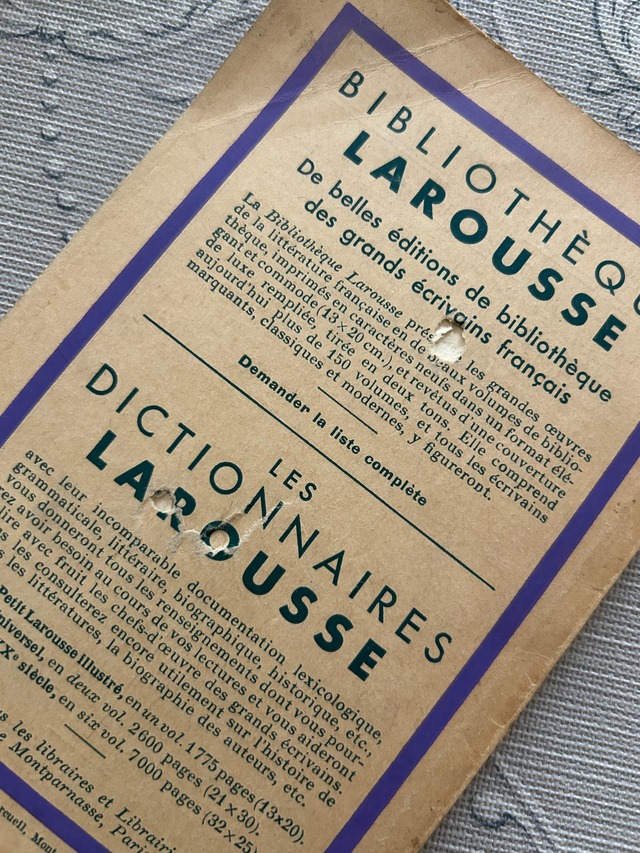 BIBLIOTHÈQU
LAROUSSE
De belles éditions de bibliothèque
des grands écrivains français
La Bibliothèque Larousse les grandes œuvres
de la littérature française en de beaux volumes de biblio-
thèque, imprimés en caractères neufs dans un format élé-
gant et commode (13 × 20 cm.), et revêtus d'une couverture
de luxe rempliée, tirée en deux tons. Elle comprend
aujourd'hui plus de 150 volumes, et tous les écrivains
marquants, classiques et modernes, y figureront.
Demander la liste complète
LES
DICTIONNAIRES
LAROUSSE
avec leur incomparable documentation lexicologique,
grammaticale, littéraire, biographique, historique, etc.,
vous donneront tous les renseignements dont vous pour-
rez avoir besoin au cours de vos lectures et vous aideront
lire avec fruit les chefs-d'œuvre des grands écrivains.
les consulterez encore utilement sur l'histoire de
les littératures, la biographie des auteurs, etc.
Petit Larousse illustré, en un vol. 1775 pages (13×20).
niversel, en deux vol. 2600 pages (21 × 30).
XXe siècle, en six vol. 7000 pages (32 × 25)
les libraires et Librairi
Montparnasse, Paris
reuil, Mont